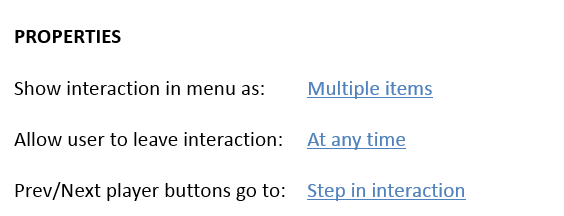 PROPERTIES
Show interaction in menu as: Multiple items
Allow user to leave interaction: At any time
Prev/Next player buttons go to: Step in interaction